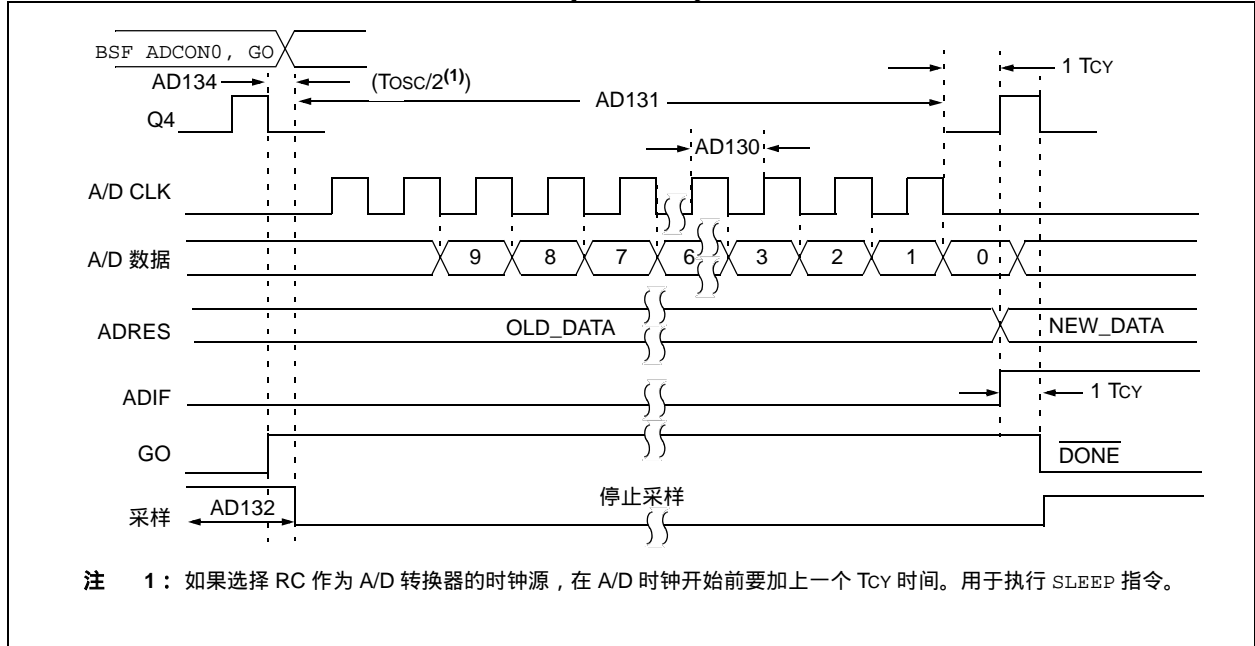 BSF ADCON0, GO
AD134
(TOSC/2(1))
1 TCY
AD131
Q4
AD130
A/D CLK
A/D 数据
9 8 7 6 3 2 1 0
ADRES
OLD_DATA
NEW_DATA
ADIF
1 TCY
GO
DONE
采样
AD132
停止采样
注 1：如果选择 RC 作为 A/D 转换器的时钟源，在 A/D 时钟开始前要加上一个 TCY 时间。用于执行 SLEEP 指令。